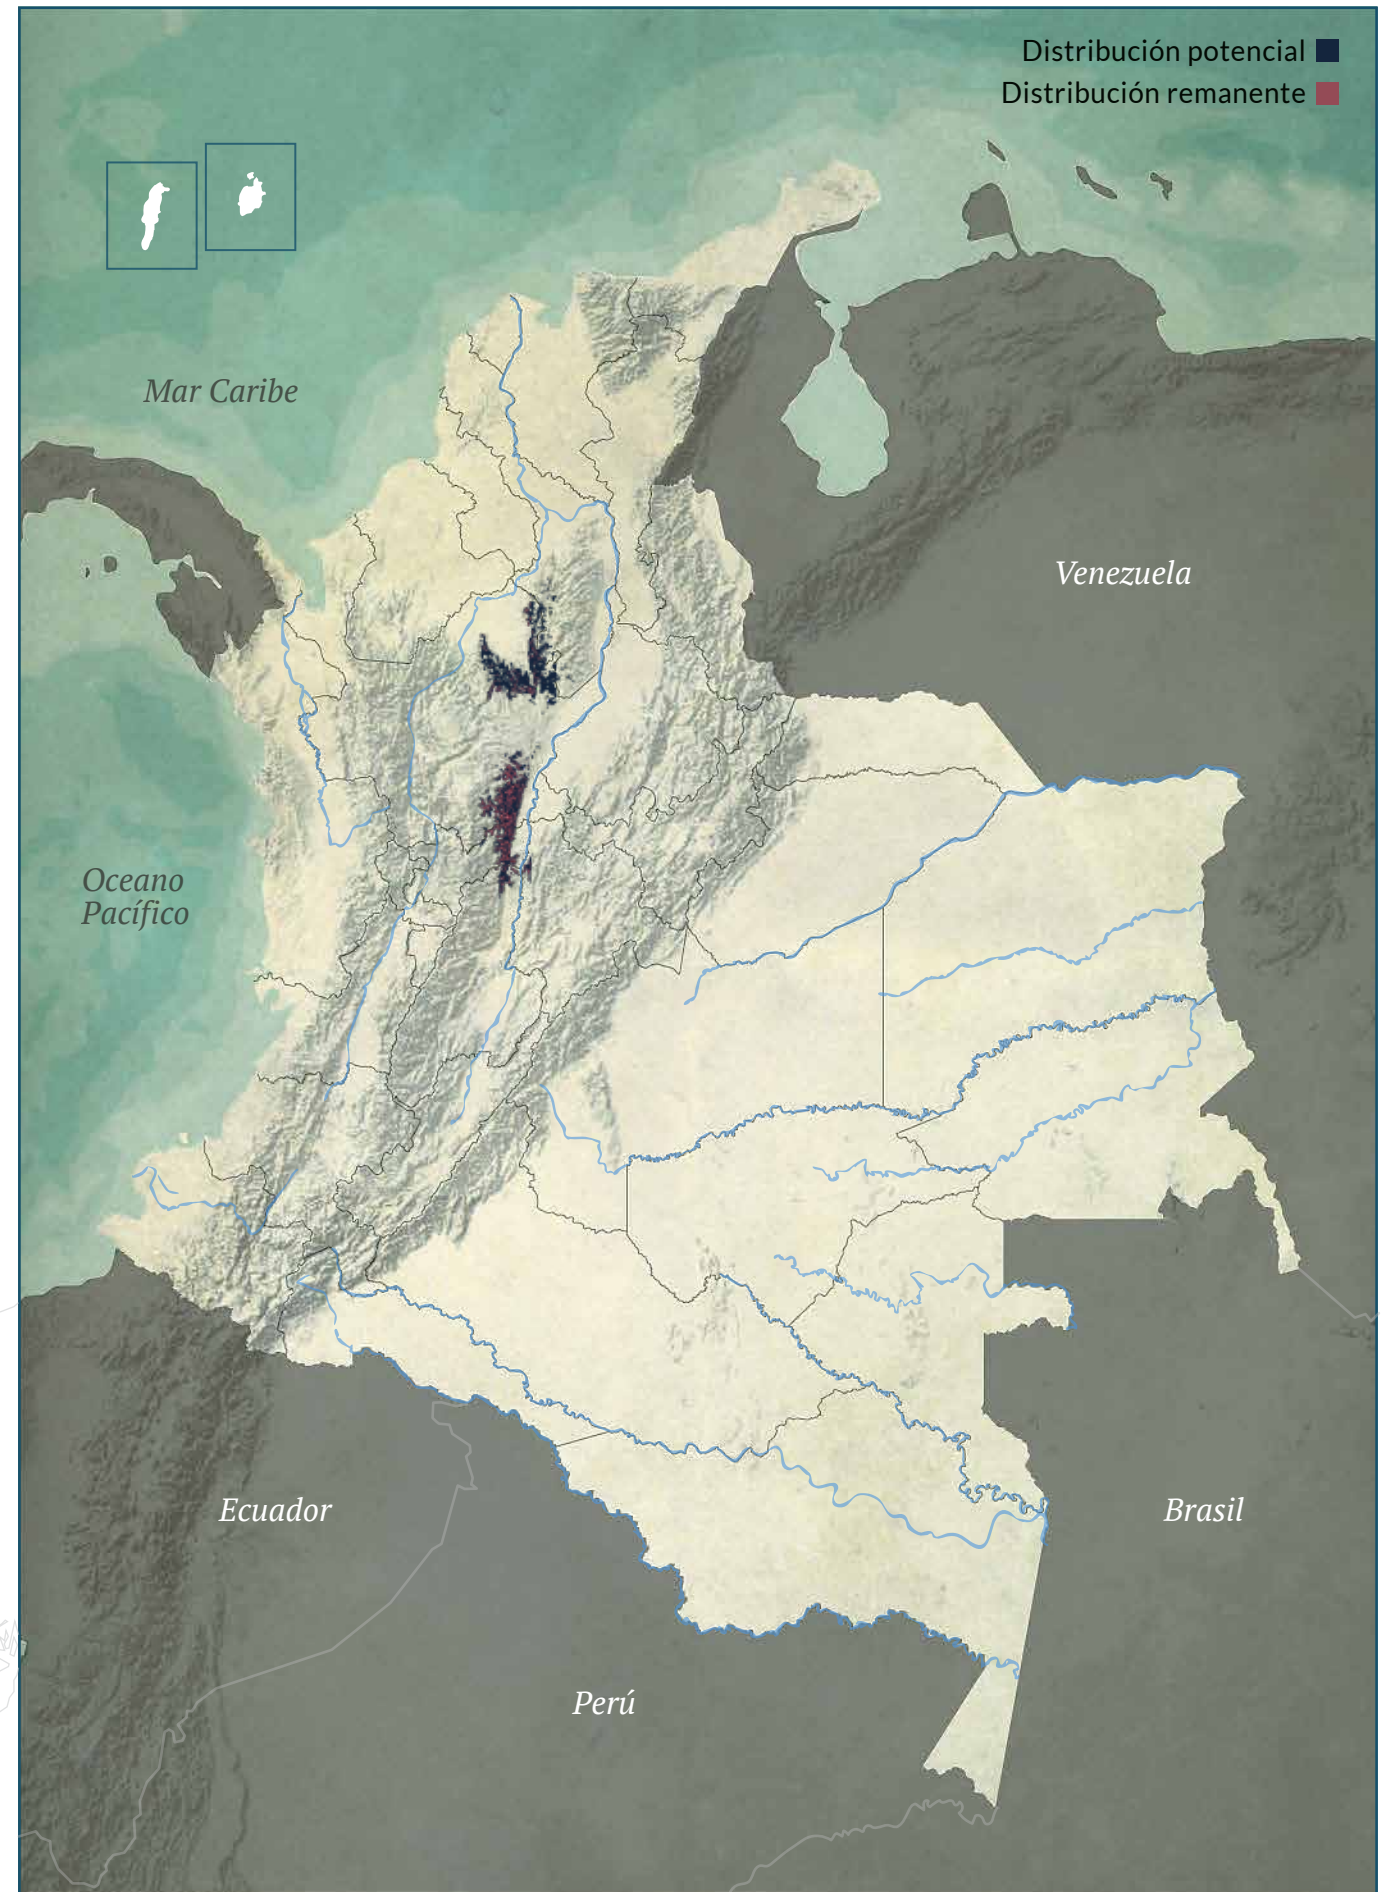 Distribución potencial
Distribución remanente
Mar Caribe
Venezuela
Oceano
Pacífico
Ecuador
Brasil
Perú